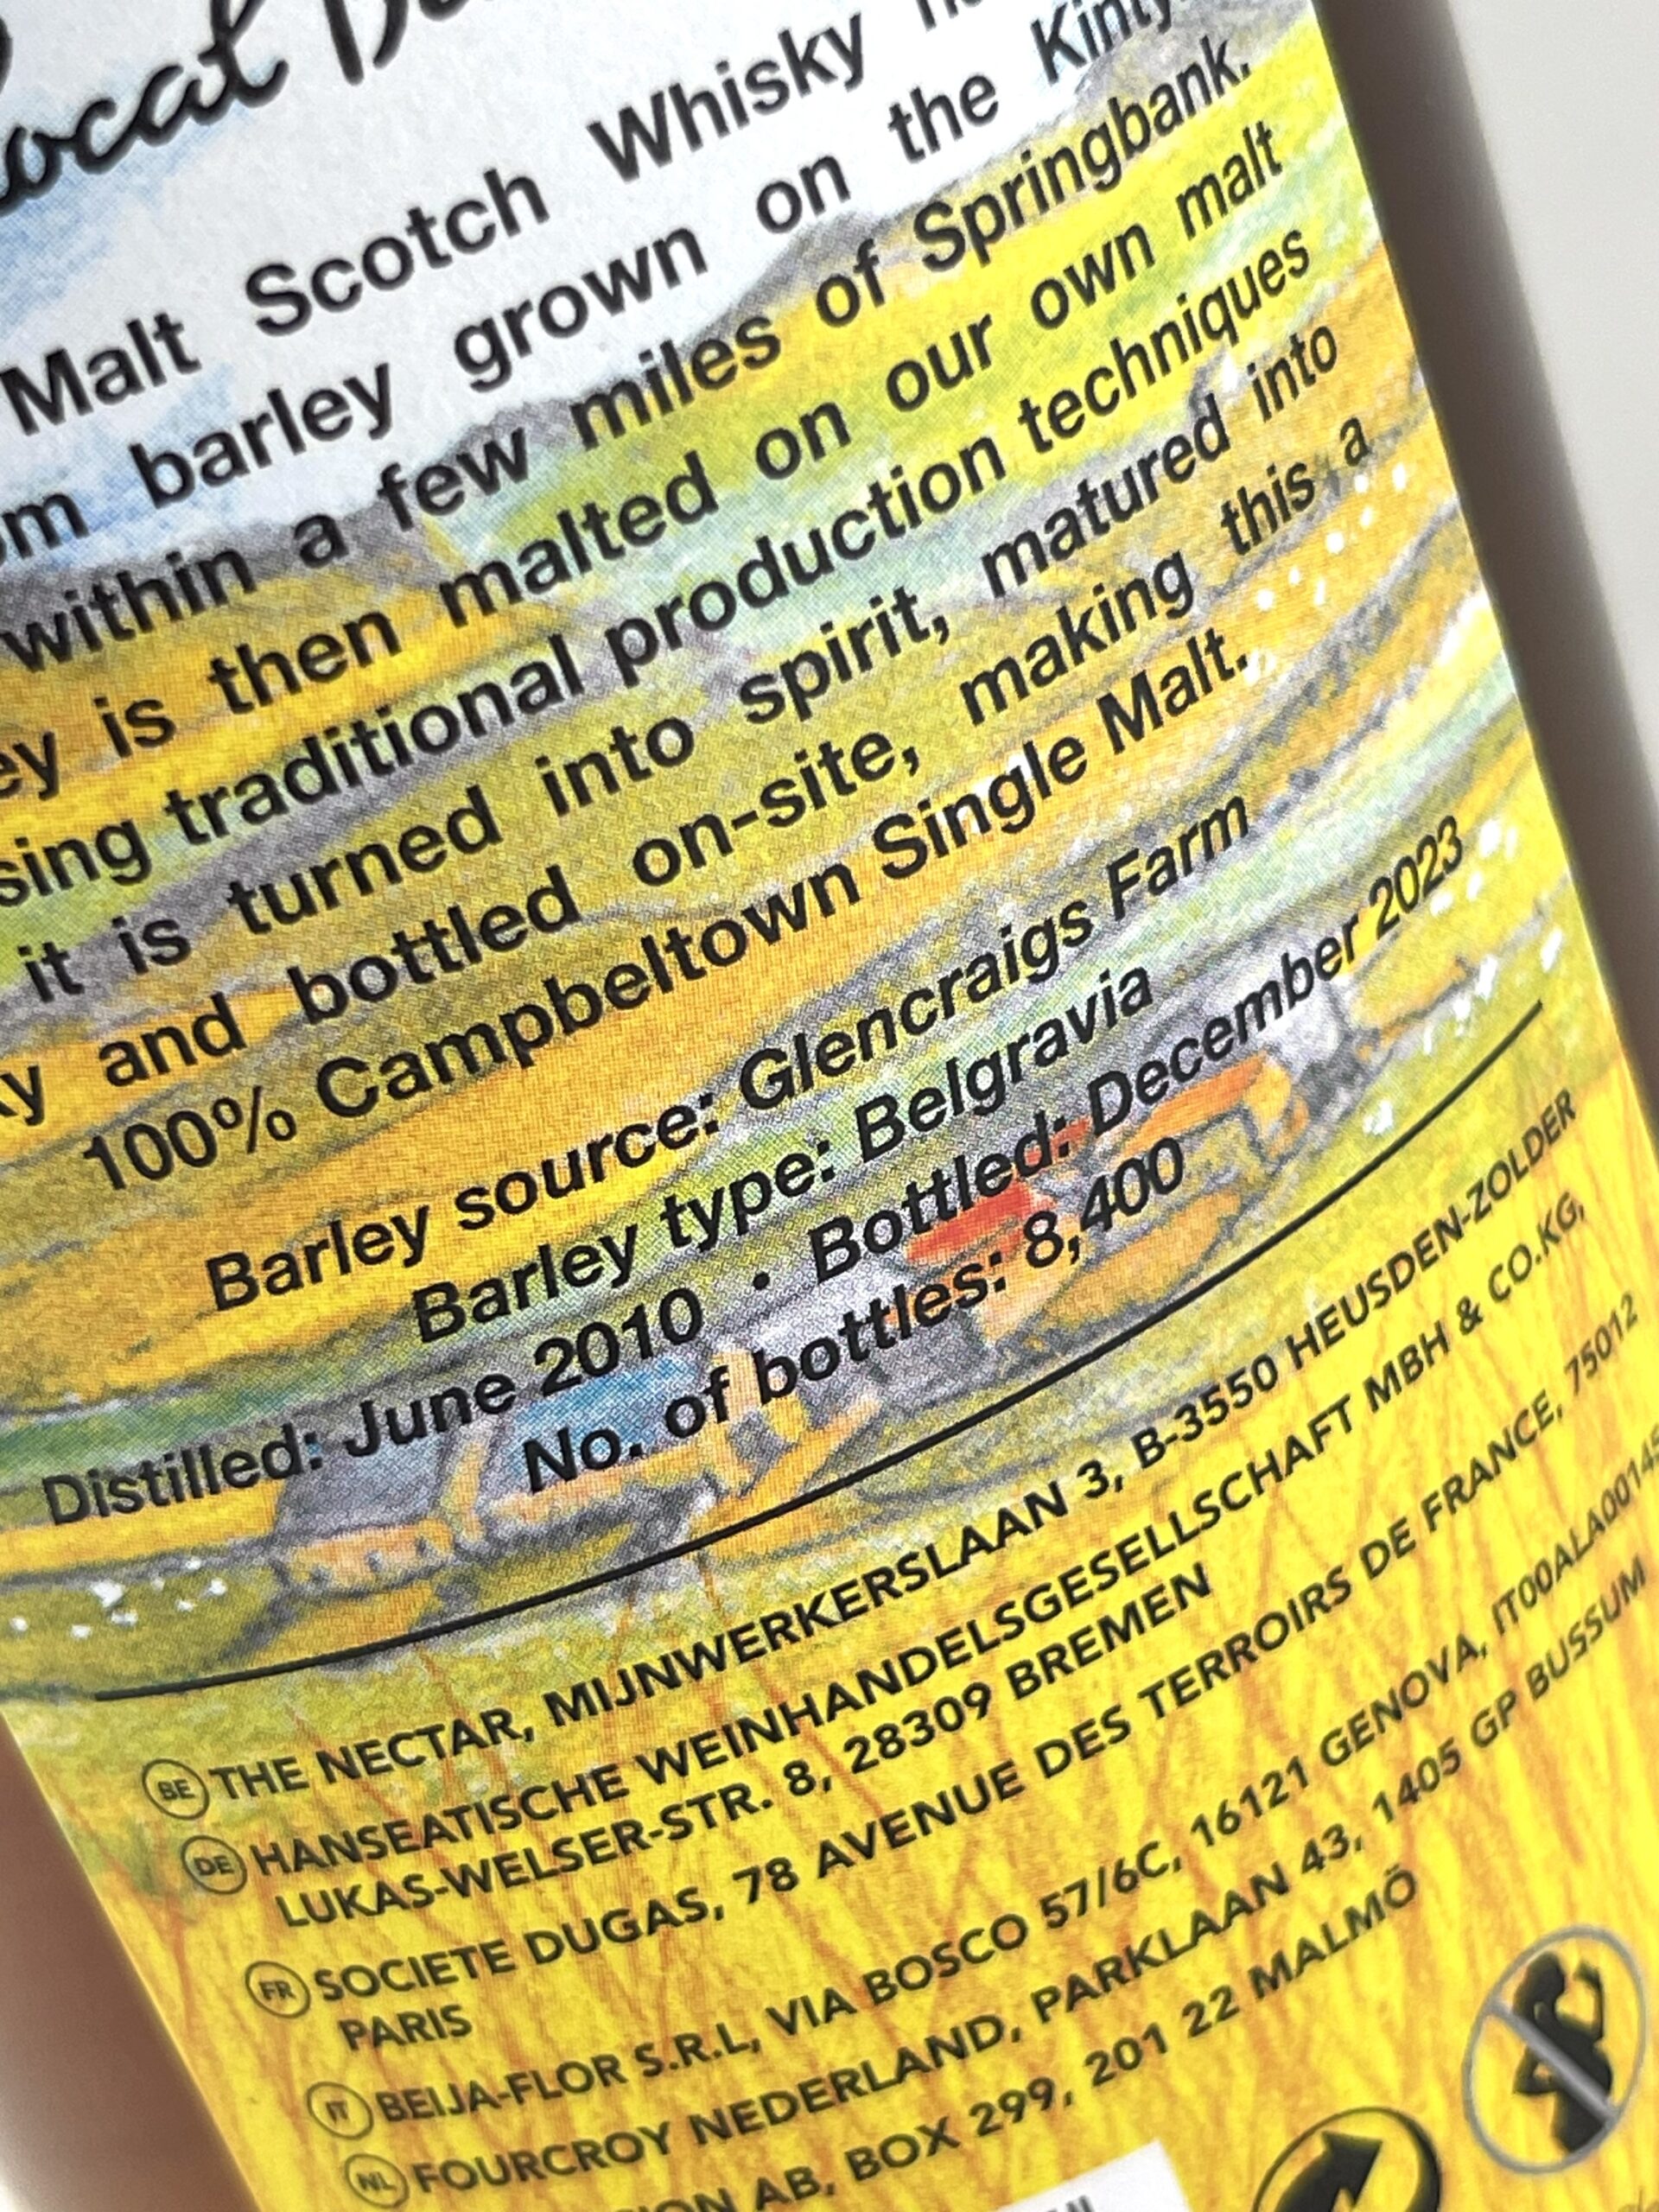 Local
Malt Scotch Whisky
barley grown on the
within a few miles of Springbank.
is then malted on our own malt
traditional production techniques
it is turned into spirit, matured into
and bottled on-site, making this a
100% Campbeltown Single Malt.
Barley source: Glencraigs Farm
Barley type: Belgravia
Distilled: June 2010 · Bottled: December 2023
No. of bottles: 8,400
BE THE NECTAR, MIJNWERKERSLAAN 3, B-3550 HEUSDEN-ZOLDER
DE HANSEATISCHE WEINHANDELSGESELLSCHAFT MBH & CO.KG,
LUKAS-WELSER-STR. 8, 28309 BREMEN
FR SOCIETE DUGAS, 78 AVENUE DES TERROIRS DE FRANCE, 75012
PARIS
IT BEIJA-FLOR S.R.L, VIA BOSCO 57/6C, 16121 GENOVA,
NL FOURCROY NEDERLAND, PARKLAAN 43, 1405 GP BUSSUM
AB, BOX 299, 201 22 MALMÖ